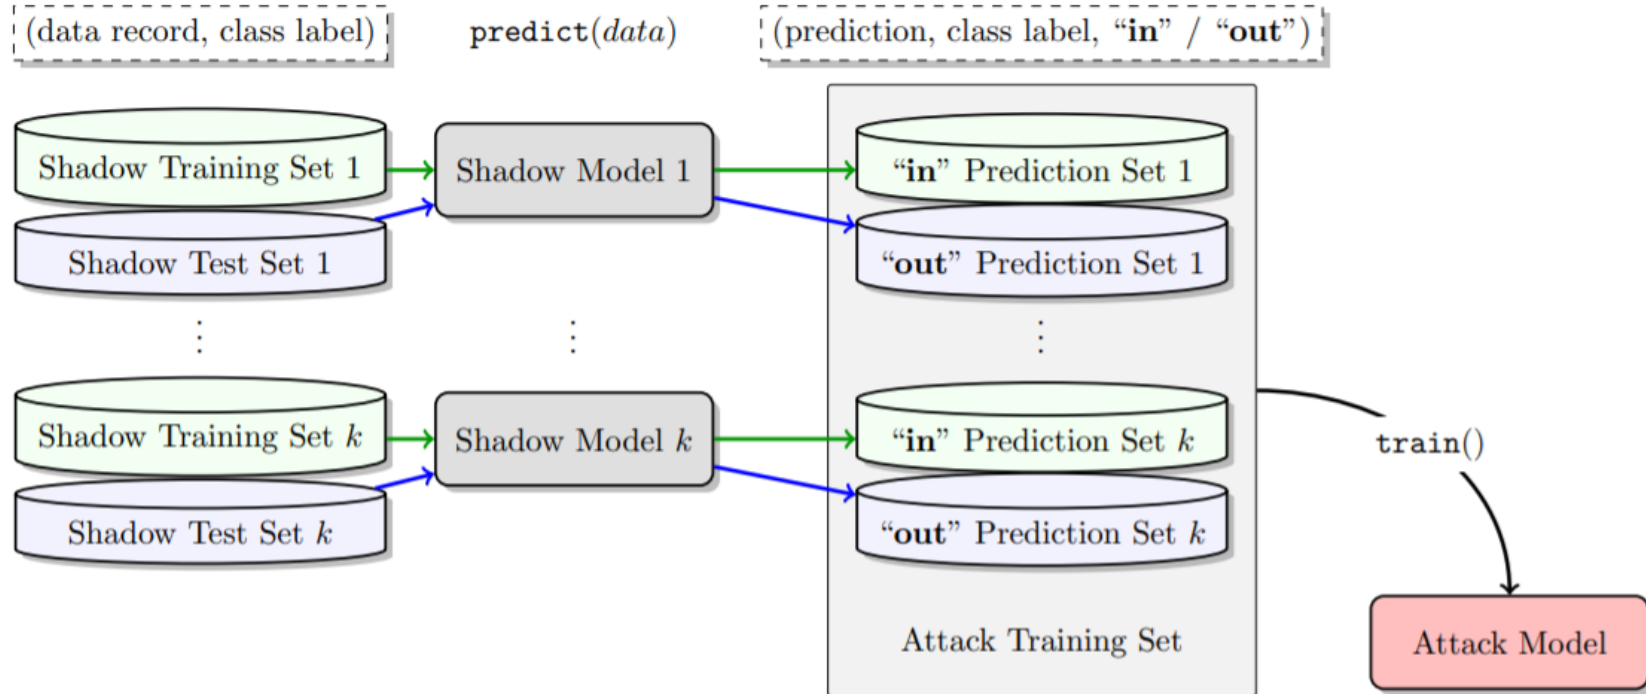 (data record, class label)
predict(data)
(prediction, class label, “in” / “out”)
Shadow Training Set 1
Shadow Model 1
“in” Prediction Set 1
Shadow Test Set 1
“out” Prediction Set 1
⋮
⋮
⋮
Shadow Training Set k
Shadow Model k
“in” Prediction Set k
train()
Shadow Test Set k
“out” Prediction Set k
Attack Training Set
Attack Model